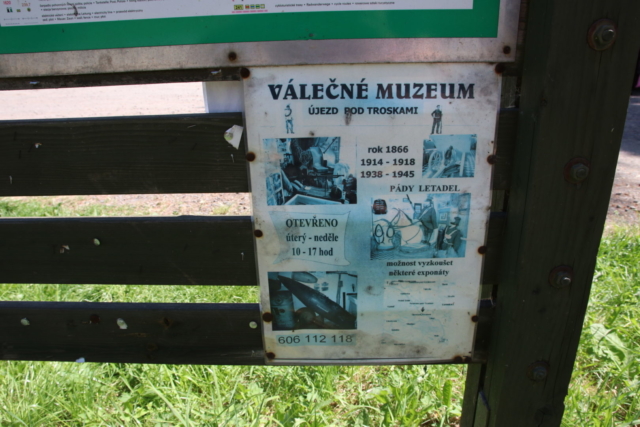 VÁLEČNÉ MUZEUM
ÚJEZD POD TROSKAMI
rok 1866
1914 - 1918
1938 - 1945
PÁDY LETADEL
OTEVŘENO
úterý - neděle
10 - 17 hod
možnost vyzkoušet
některé exponáty
606 112 118